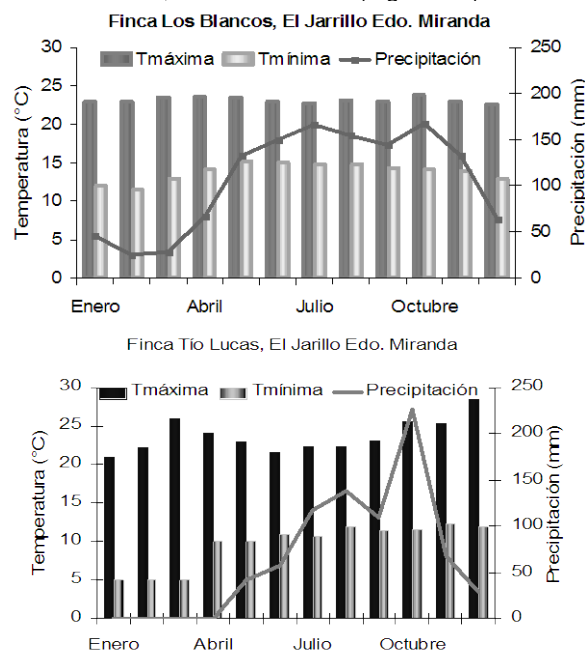 Finca Los Blancos, El Jarrillo Edo. Miranda
30 250
Tmáxima Tmínima Precipitación
25 200
20 150
15
100
10
5 50
0 0
Temperatura (°C)
Precipitación (mm)
Enero Abril Julio Octubre
Finca Tío Lucas, El Jarillo Edo. Miranda
30 250
Tmáxima Tmínima Precipitación
25 200
20 150
15
100
10
5 50
0 0
Temperatura (°C)
Precipitación (mm)
Enero Abril Julio Octubre